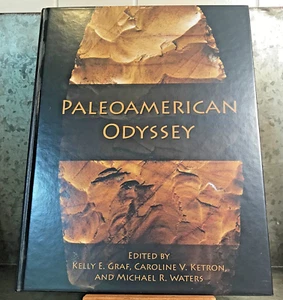 PALEOAMERICAN
ODYSSEY
EDITED BY
KELLY E. GRAF, CAROLINE V. KETRON,
AND MICHAEL R. WATERS